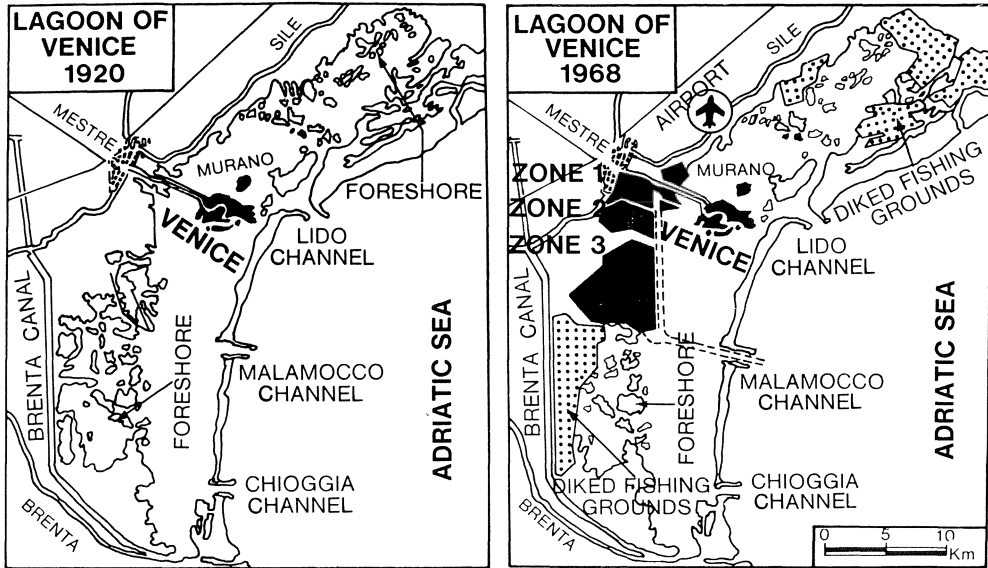 LAGOON OF
VENICE
1920
SILE
MESTRE
MURANO
FORESHORE
VENICE
LIDO
CHANNEL
BRENTA CANAL
FORESHORE
ADRIATIC SEA
MALAMOCCO
CHANNEL
CHIOGGIA
CHANNEL
BRENTA
LAGOON OF
VENICE
1968
SILE
AIRPORT
MESTRE
ZONE 1
MURANO
DIKED FISHING
GROUNDS
ZONE 2
VENICE
ZONE 3
LIDO
CHANNEL
BRENTA CANAL
FORESHORE
ADRIATIC SEA
MALAMOCCO
CHANNEL
DIKED FISHING
GROUNDS
CHIOGGIA
CHANNEL
BRENTA
0 5 10
Km